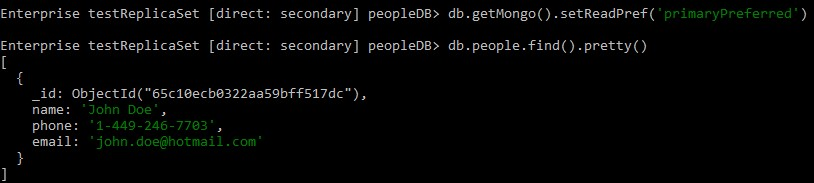 Enterprise testReplicaSet [direct: secondary] peopleDB> db.getMongo().setReadPref('primaryPreferred')
Enterprise testReplicaSet [direct: secondary] peopleDB> db.people.find().pretty()
[
  {
    _id: ObjectId("65c10ecb0322aa59bff517dc"),
    name: 'John Doe',
    phone: '1-449-246-7703',
    email: 'john.doe@hotmail.com'
  }
]